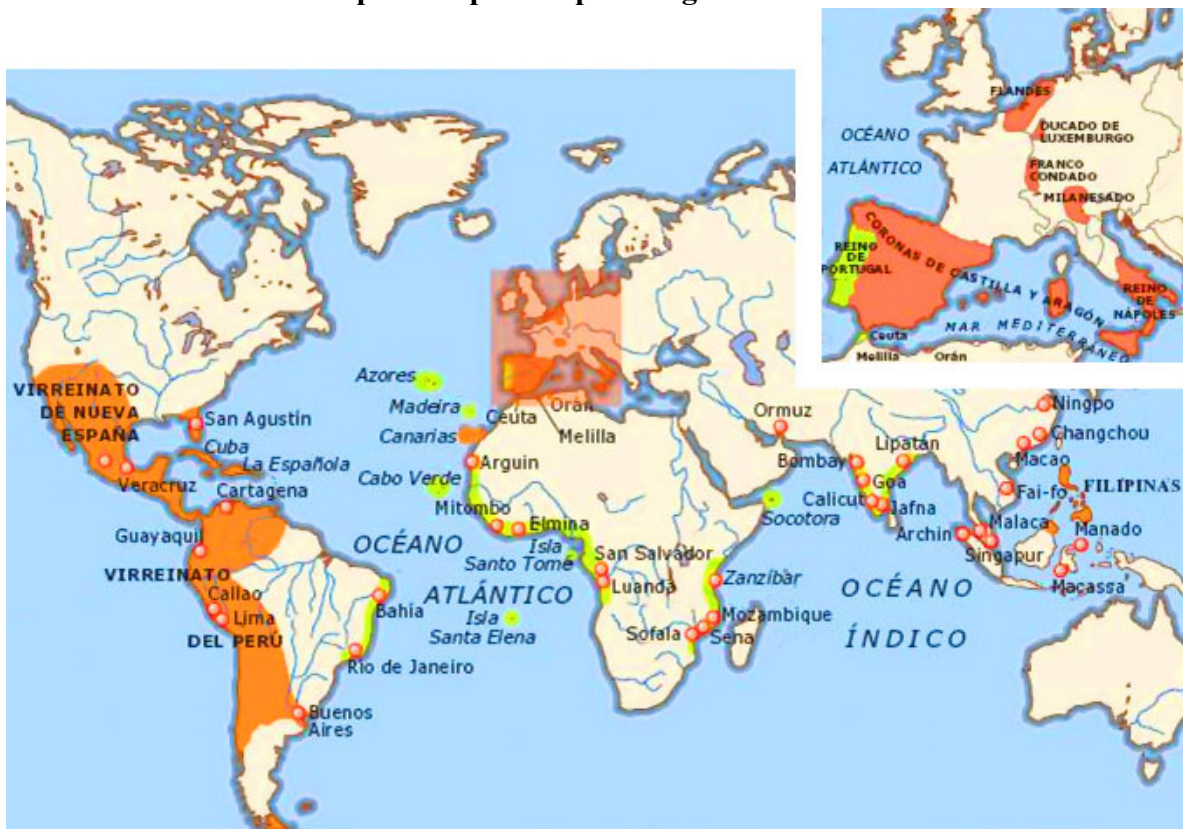 OCÉANO
ATLÁNTICO
FLANDES
DUCADO DE
LUXEMBURGO
FRANCO
CONDADO
MILANESADO
CORONAS DE CASTILLA Y ARAGÓN
REINO
DE
PORTUGAL
REINO
DE
NÁPOLES
MAR MEDITERRÁNEO
Ceuta
Melilla
Orán
VIRREINATO
DE NUEVA
ESPAÑA
San Agustín
Cuba
La Española
Veracruz
Cartagena
Guayaquil
VIRREINATO
Callao
Lima
DEL PERÚ
Bahía
Río de Janeiro
Buenos
Aires
Azores
Madeira
Canarias
Cabo Verde
Ceúta
Orán
Melilla
Arguin
Mitombo
Elmina
Isla
Santo Tomé
OCÉANO
ATLÁNTICO
Isla
Santa Elena
San Salvador
Luanda
Zanzíbar
Mozambique
Sena
Sofala
Ormuz
Socotora
Bombay
Lipatán
Goa
Calicut
Jafna
Ningpo
Changchou
Macao
Fai-fo
FILIPINAS
Archin
Malaca
Singapur
Manado
Macassa
OCÉANO
ÍNDICO